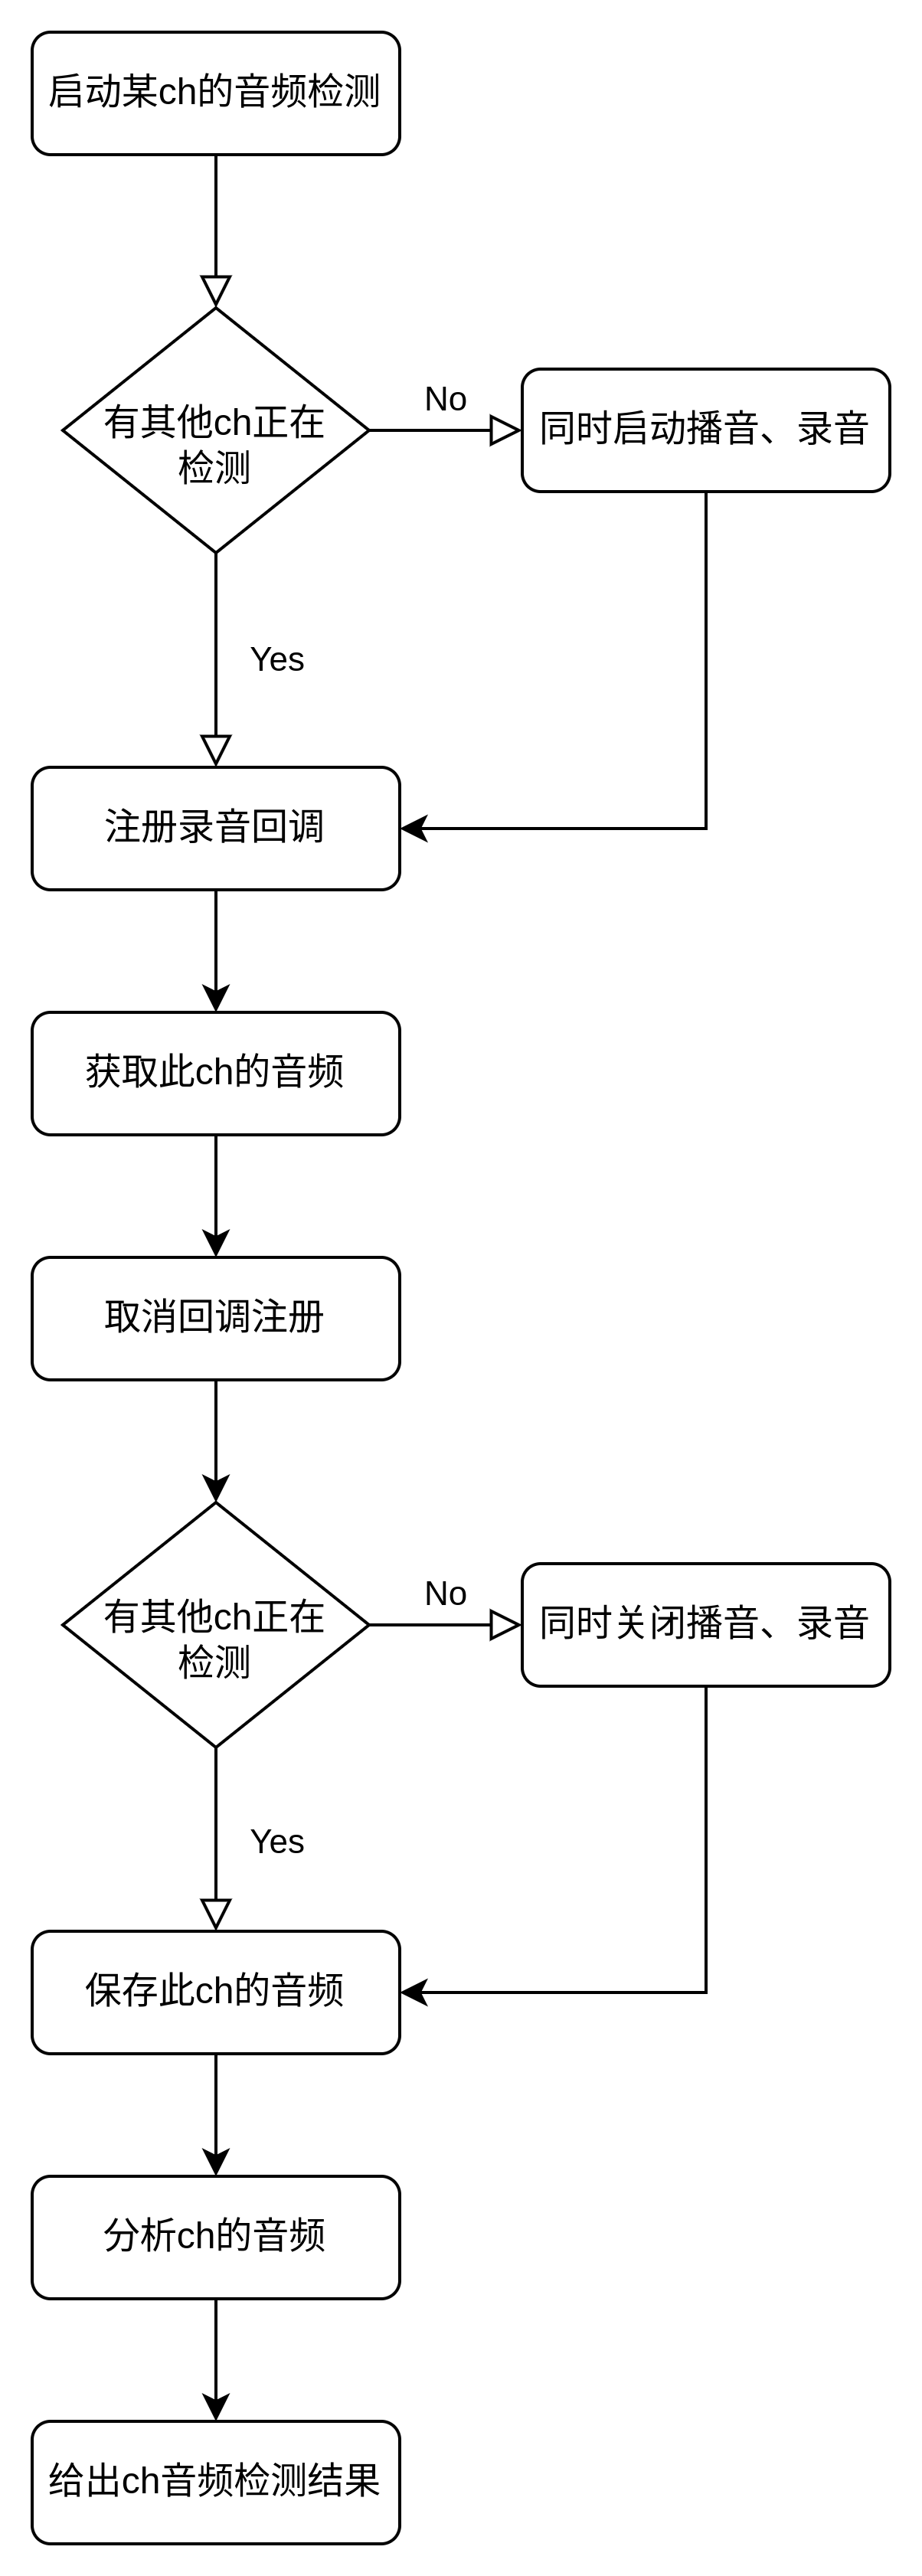 启动某ch的音频检测
有其他ch正在
检测
No
同时启动播音、录音
Yes
注册录音回调
获取此ch的音频
取消回调注册
有其他ch正在
检测
No
同时关闭播音、录音
Yes
保存此ch的音频
分析ch的音频
给出ch音频检测结果